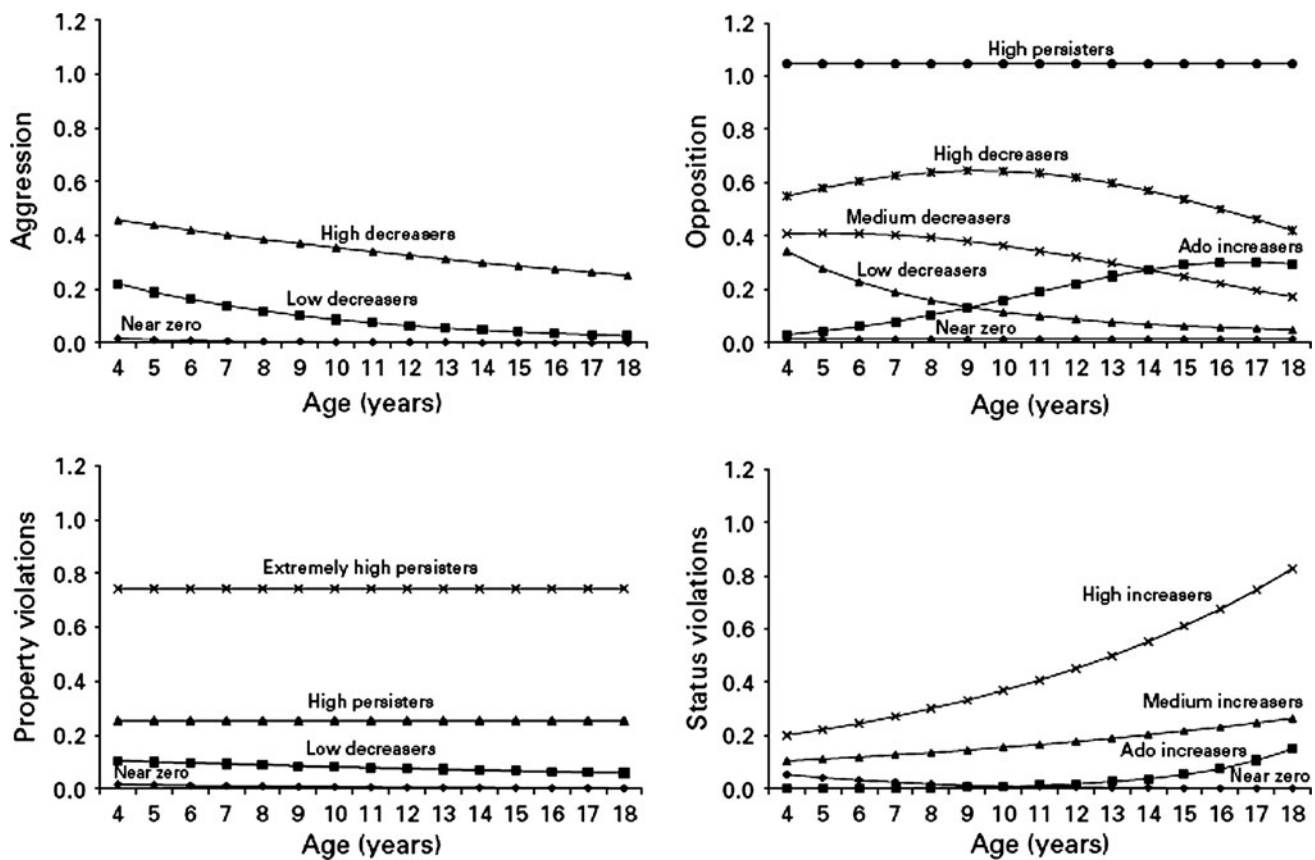 Aggression
1.2
1.0
0.8
0.6
0.4
0.2
0.0
High decreasers
Low decreasers
Near zero
4 5 6 7 8 9 10 11 12 13 14 15 16 17 18
Age (years)
Opposition
1.2
1.0
0.8
0.6
0.4
0.2
0.0
High persisters
High decreasers
Medium decreasers
Ado increasers
Low decreasers
Near zero
4 5 6 7 8 9 10 11 12 13 14 15 16 17 18
Age (years)
Property violations
1.2
1.0
0.8
0.6
0.4
0.2
0.0
Extremely high persisters
High persisters
Low decreasers
Near zero
4 5 6 7 8 9 10 11 12 13 14 15 16 17 18
Age (years)
Status violations
1.2
1.0
0.8
0.6
0.4
0.2
0.0
High increasers
Medium increasers
Ado increasers
Near zero
4 5 6 7 8 9 10 11 12 13 14 15 16 17 18
Age (years)